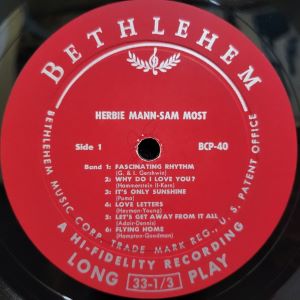 BETHLEHEM
HERBIE MANN-SAM MOST
Side 1 BCP-40
Band 1: FASCINATING RHYTHM
(G. & I. Gershwin)
2: WHY DO I LOVE YOU?
(Hammerstein II-Kern)
3: IT'S ONLY SUNSHINE
(Puma)
4: LOVE LETTERS
(Heyman-Young)
5: LET'S GET AWAY FROM IT ALL
(Adair-Dennis)
6: FLYING HOME
(Hampton-Goodman)
BETHLEHEM MUSIC CORP. TRADE MARK REG., U. S. PATENT OFFICE
A HI-FIDELITY RECORDING
LONG 33-1/3 PLAY